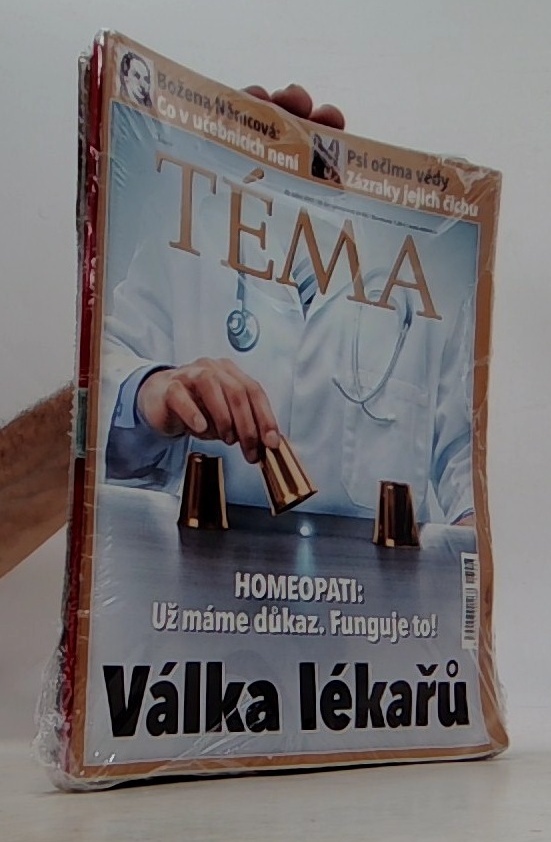 Božena Němcová:
Co v učebnicích není
Psi očima vědy
Zázraky jejich čichu
TÉMA
HOMEOPATI:
Už máme důkaz. Funguje to!
Válka lékařů